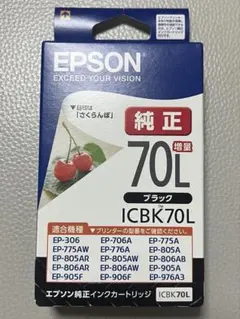 EPSON
EXCEED YOUR VISION
目印は
「さくらんぼ」
純正
70L
増量
ブラック
ICBK70L
適合機種
▼プリンターの型番をご確認ください。
EP-306 EP-706A EP-775A
EP-775AW EP-776A EP-805A
EP-805AR EP-805AW EP-806AB
EP-806AR EP-806AW EP-905A
EP-905F EP-906F EP-976A3
エプソン純正インクカートリッジ ICBK70L